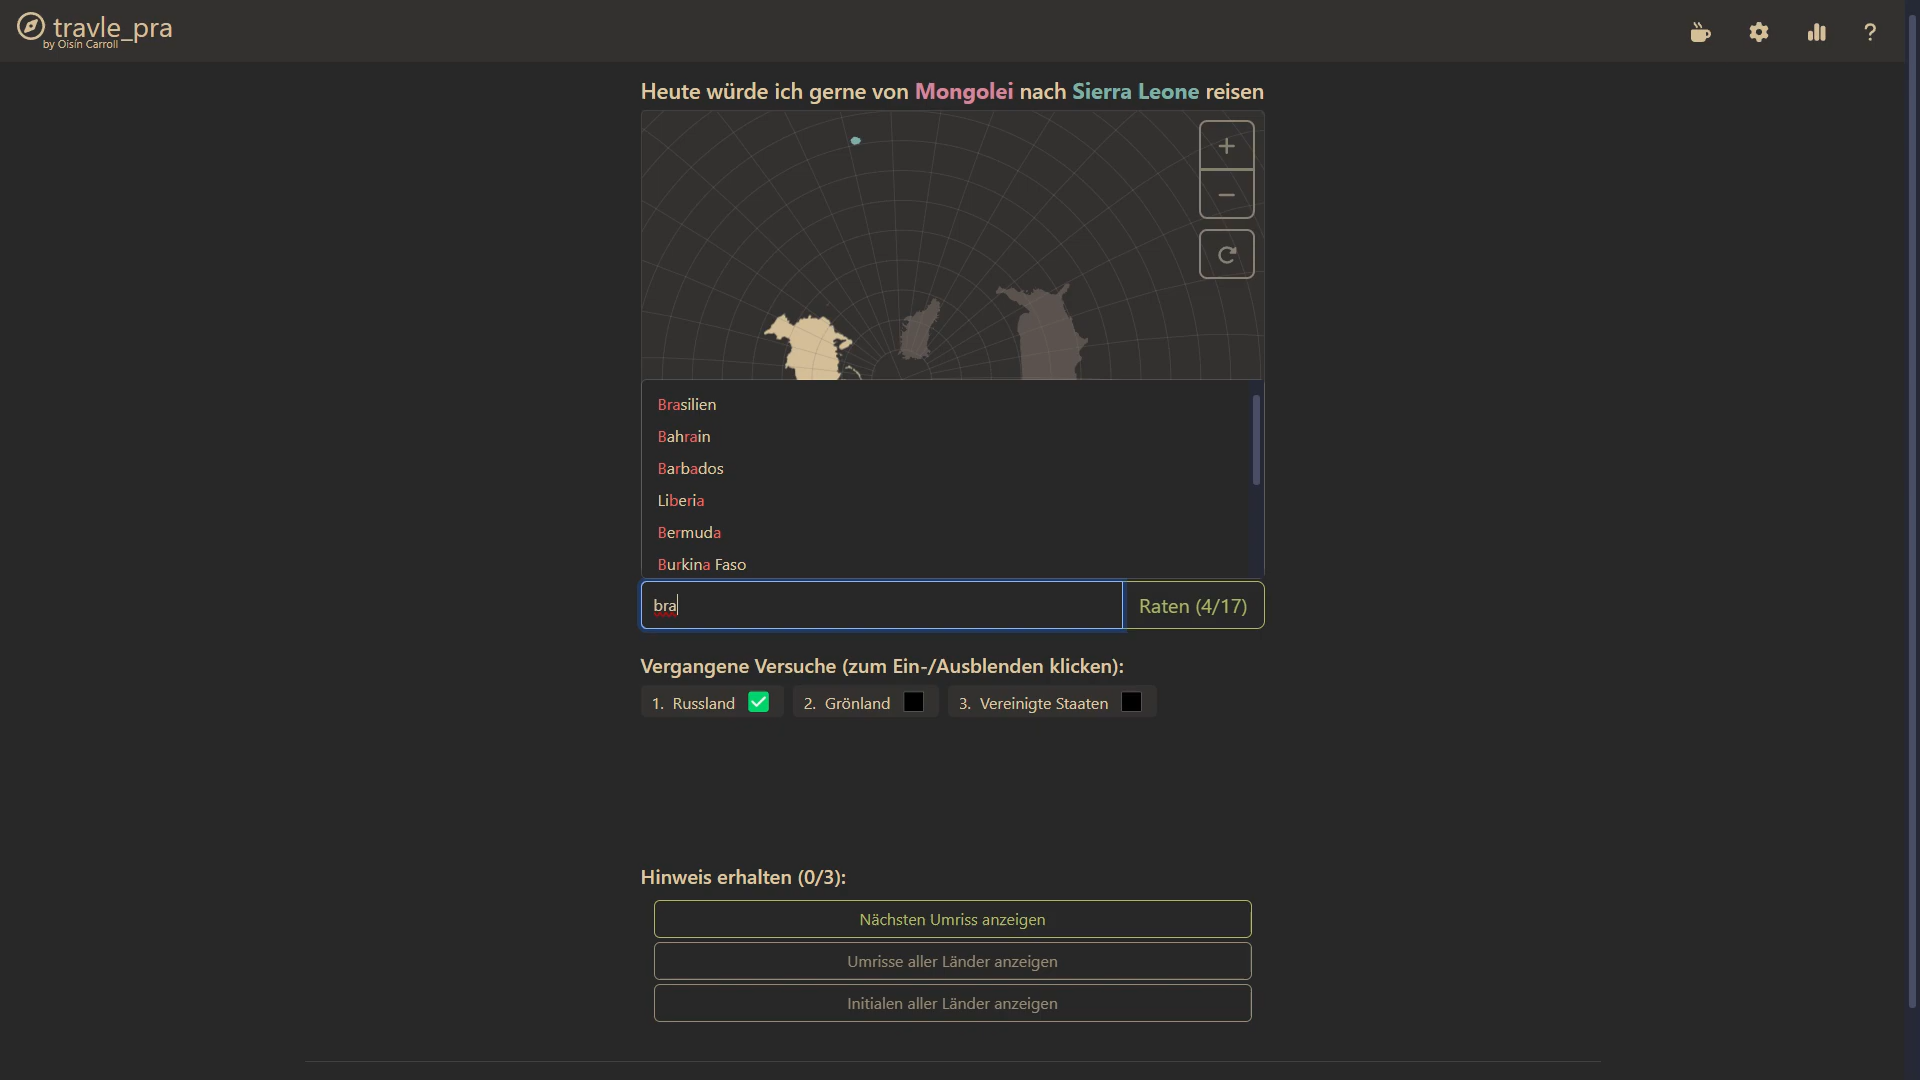 travle_pra
by Oisín Carroll
?
Heute würde ich gerne von Mongolei nach Sierra Leone reisen
+
−
Brasilien
Bahrain
Barbados
Liberia
Bermuda
Burkina Faso
bra
Raten (4/17)
Vergangene Versuche (zum Ein-/Ausblenden klicken):
1. Russland 2. Grönland 3. Vereinigte Staaten
Hinweis erhalten (0/3):
Nächsten Umriss anzeigen
Umrisse aller Länder anzeigen
Initialen aller Länder anzeigen